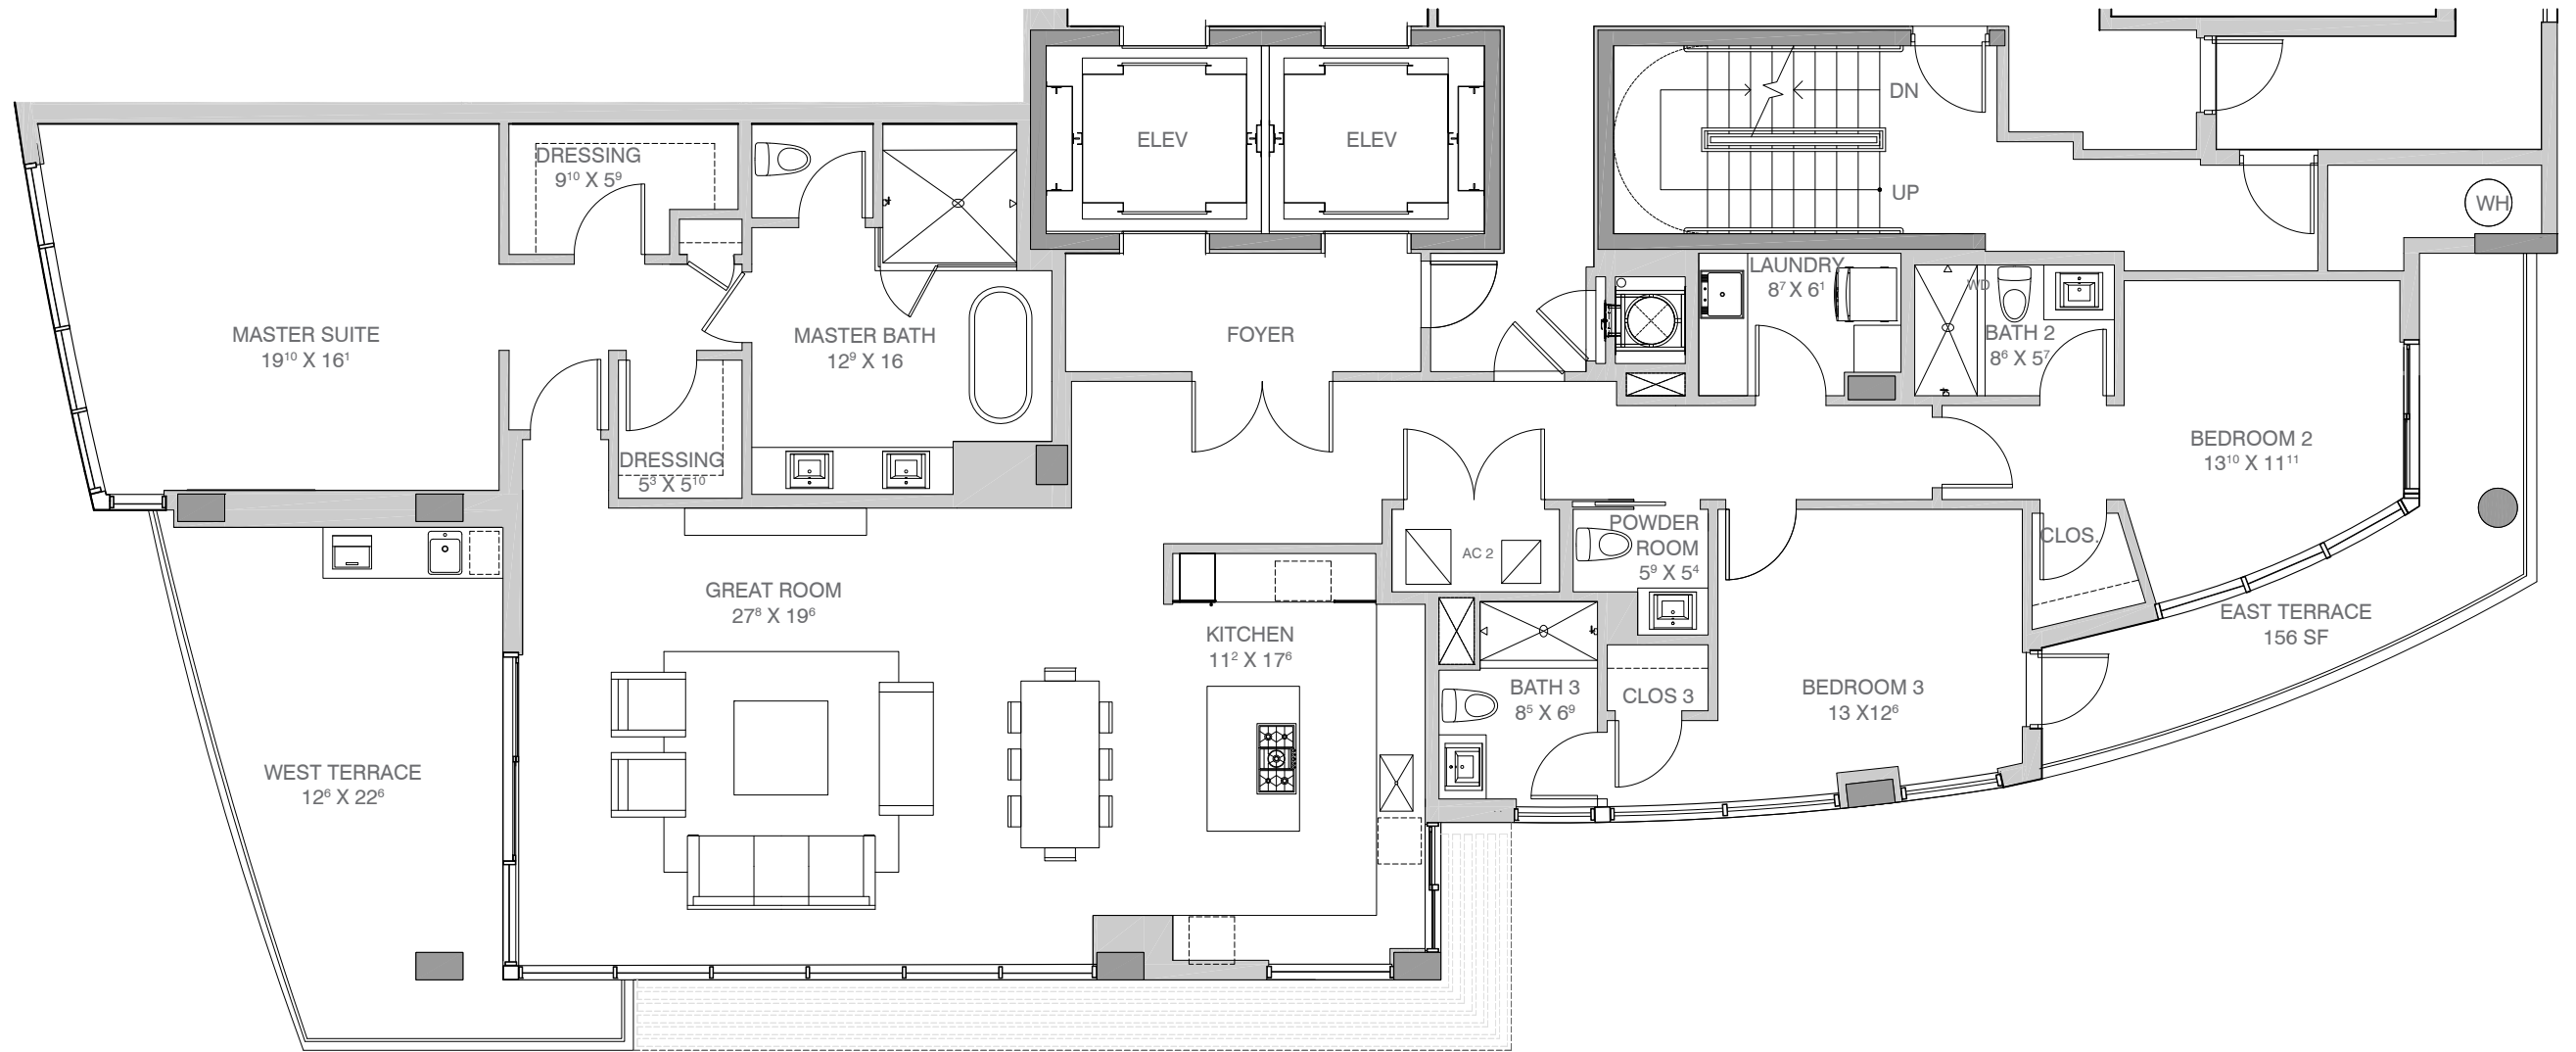 ELEV
ELEV
DN
UP
WH
DRESSING
9¹⁰ X 5⁹
MASTER SUITE
19¹⁰ X 16¹
MASTER BATH
12⁹ X 16
FOYER
LAUNDRY
8⁷ X 6¹
WD
BATH 2
8⁶ X 5⁷
BEDROOM 2
13¹⁰ X 11¹¹
DRESSING
5³ X 5¹⁰
CLOS.
POWDER
ROOM
5⁹ X 5⁴
AC 2
GREAT ROOM
27⁸ X 19⁶
KITCHEN
11² X 17⁶
EAST TERRACE
156 SF
BATH 3
8⁵ X 6⁹
CLOS 3
BEDROOM 3
13 X12⁶
WEST TERRACE
12⁶ X 22⁶